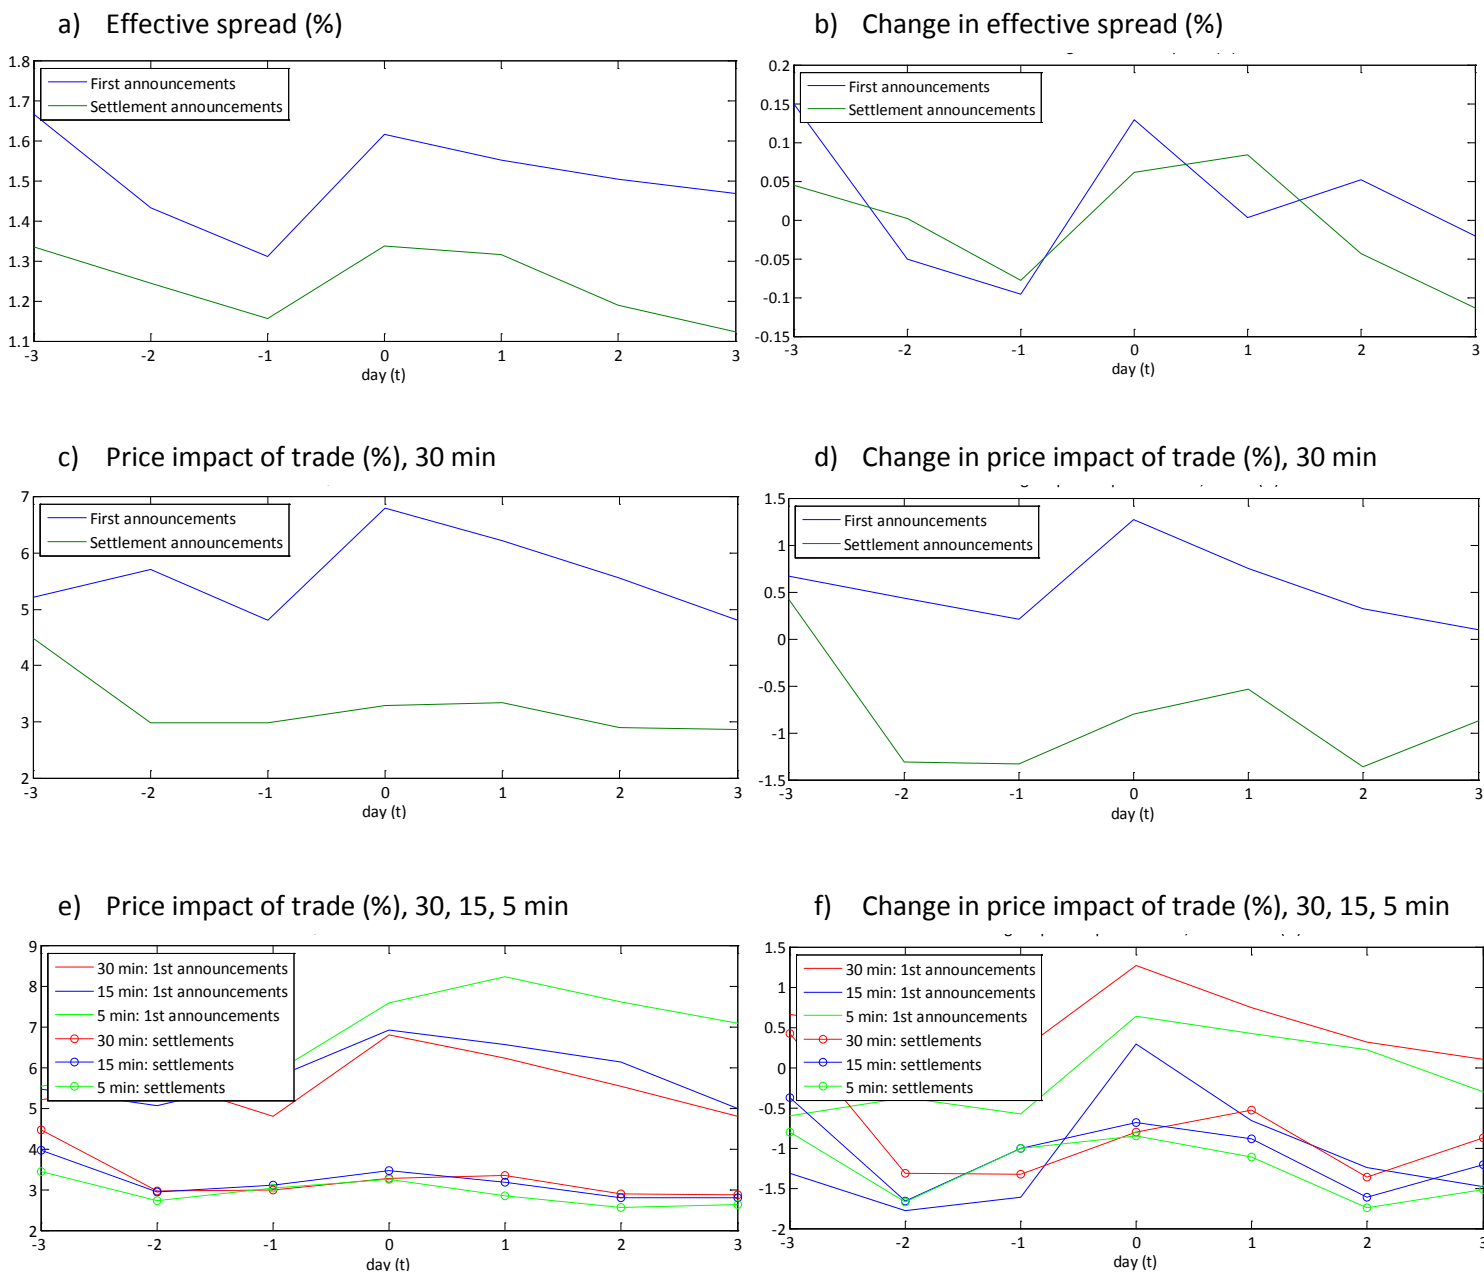 a) Effective spread (%)
1.8
1.7
1.6
1.5
1.4
1.3
1.2
1.1
First announcements
Settlement announcements
-3 -2 -1 0 1 2 3
day (t)
b) Change in effective spread (%)
0.2
0.15
0.1
0.05
0
-0.05
-0.1
-0.15
First announcements
Settlement announcements
-3 -2 -1 0 1 2 3
day (t)
c) Price impact of trade (%), 30 min
7
6
5
4
3
2
First announcements
Settlement announcements
-3 -2 -1 0 1 2 3
day (t)
d) Change in price impact of trade (%), 30 min
1.5
1
0.5
0
-0.5
-1
-1.5
First announcements
Settlement announcements
-3 -2 -1 0 1 2 3
day (t)
e) Price impact of trade (%), 30, 15, 5 min
9
8
7
6
5
4
3
2
30 min: 1st announcements
15 min: 1st announcements
5 min: 1st announcements
30 min: settlements
15 min: settlements
5 min: settlements
-3 -2 -1 0 1 2 3
day (t)
f) Change in price impact of trade (%), 30, 15, 5 min
1.5
1
0.5
0
-0.5
-1
-1.5
-2
30 min: 1st announcements
15 min: 1st announcements
5 min: 1st announcements
30 min: settlements
15 min: settlements
5 min: settlements
-3 -2 -1 0 1 2 3
day (t)